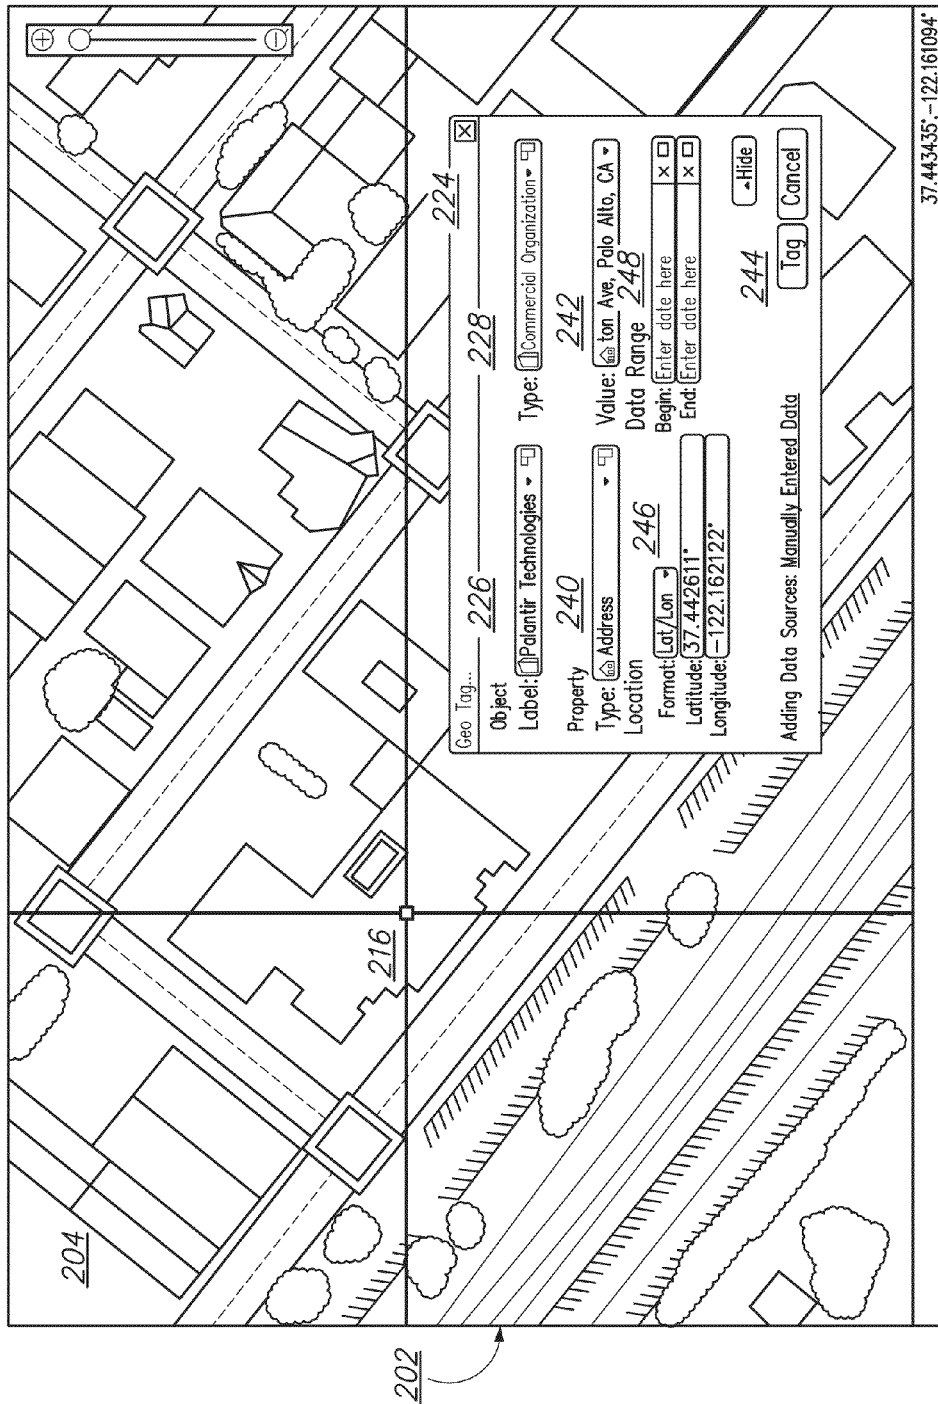 204
216
202
Geo Tag...
224
226
228
Object
Label: Palantir Technologies
Type: Commercial Organization
240
242
Property
Type: Address
Value: ton Ave, Palo Alto, CA
Location
246
Data Range 248
Format: Lat/Lon
Begin: Enter date here
Latitude: 37.442611°
End: Enter date here
Longitude: -122.162122°
Hide
244
Adding Data Sources: Manually Entered Data
Tag
Cancel
37.443435°,-122.161094°